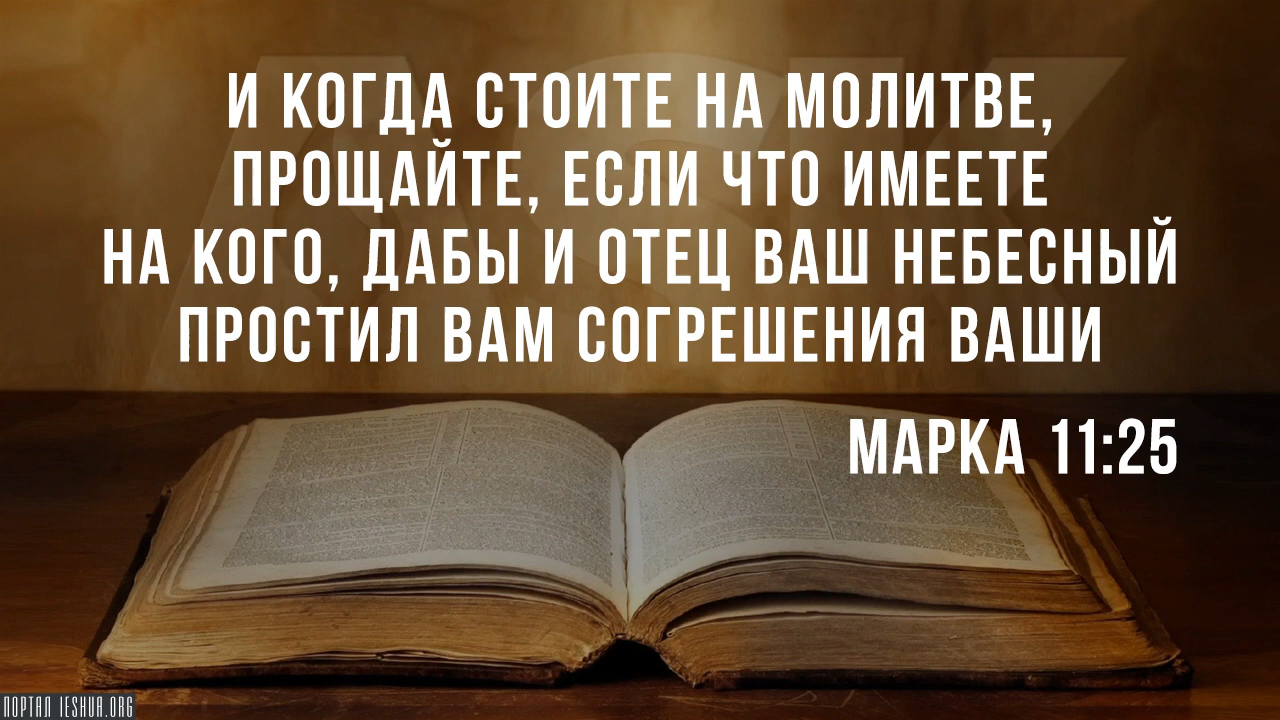 И КОГДА СТОИТЕ НА МОЛИТВЕ,
ПРОЩАЙТЕ, ЕСЛИ ЧТО ИМЕЕТЕ
НА КОГО, ДАБЫ И ОТЕЦ ВАШ НЕБЕСНЫЙ
ПРОСТИЛ ВАМ СОГРЕШЕНИЯ ВАШИ
МАРКА 11:25
ПОРТАЛ IESHUA.ORG